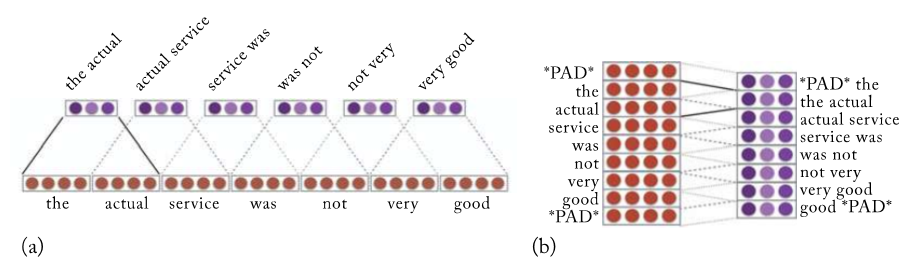 the actual
actual service
service was
was not
not very
very good
the actual service was not very good
(a)
*PAD*
the
actual
service
was
not
very
good
*PAD*
*PAD* the
the actual
actual service
service was
was not
not very
very good
good *PAD*
(b)